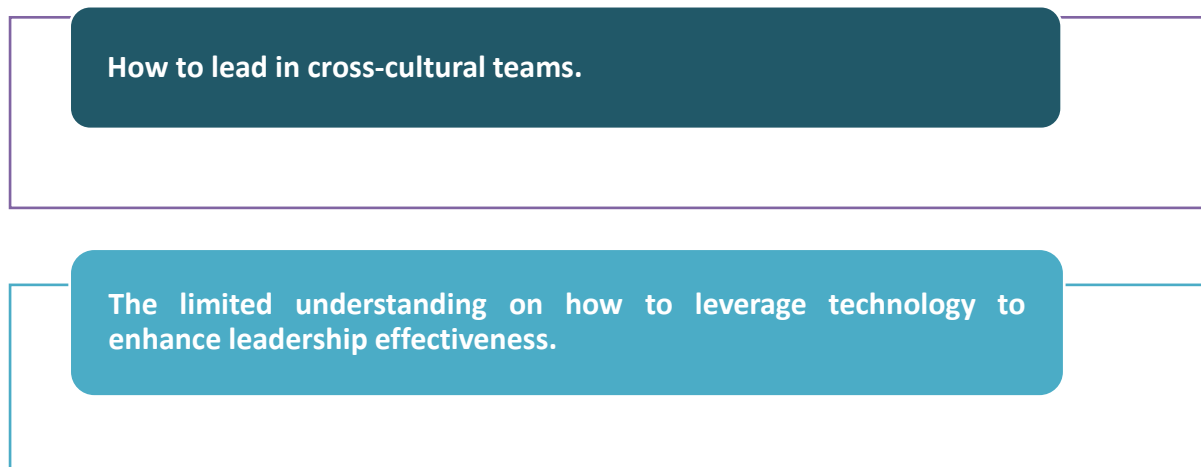 How to lead in cross-cultural teams.
The limited understanding on how to leverage technology to
enhance leadership effectiveness.